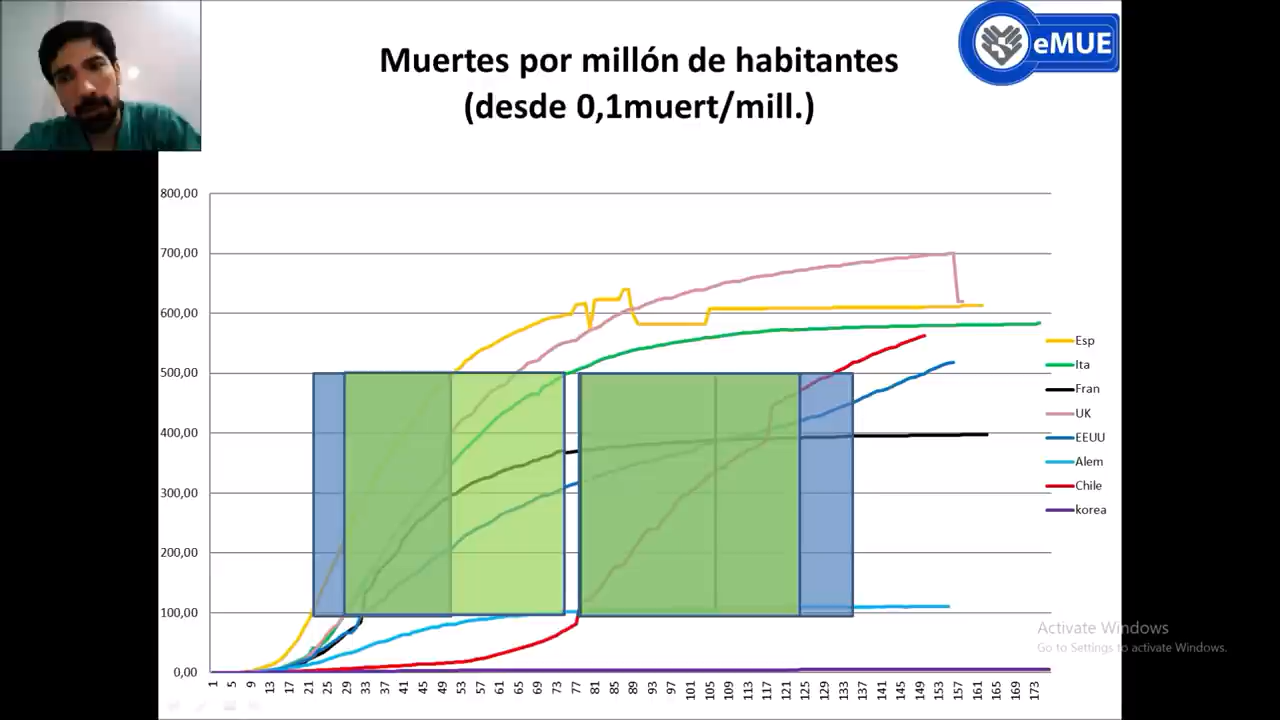 Muertes por millón de habitantes
(desde 0,1muert/mill.)
eMUE
800,00
700,00
600,00
500,00
400,00
300,00
200,00
100,00
0,00
1 5 9 13 17 21 25 29 33 37 41 45 49 53 57 61 65 69 73 77 81 85 89 93 97 101 105 109 113 117 121 125 129 133 137 141 145 149 153 157 161 165 169 173
Esp
Ita
Fran
UK
EEUU
Alem
Chile
korea
Activate Windows
Go to Settings to activate Windows.